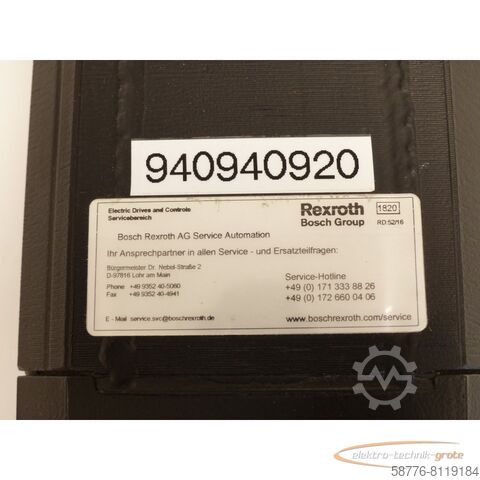 940940920
Electric Drives and Controls
Servicebereich
Rexroth
Bosch Group
1820
RD 52/16
Bosch Rexroth AG Service Automation
Ihr Ansprechpartner in allen Service - und Ersatzteilfragen:
Bürgermeister Dr. Nebel-Straße 2
D-97816 Lohr am Main
Phone +49 9352 40-5060
Fax +49 9352 40-4941
Service-Hotline
+49 (0) 171 333 88 26
+49 (0) 172 660 04 06
E - Mail service.svc@boschrexroth.de
www.boschrexroth.com/service
elektro-technik-grote
58776-8119184